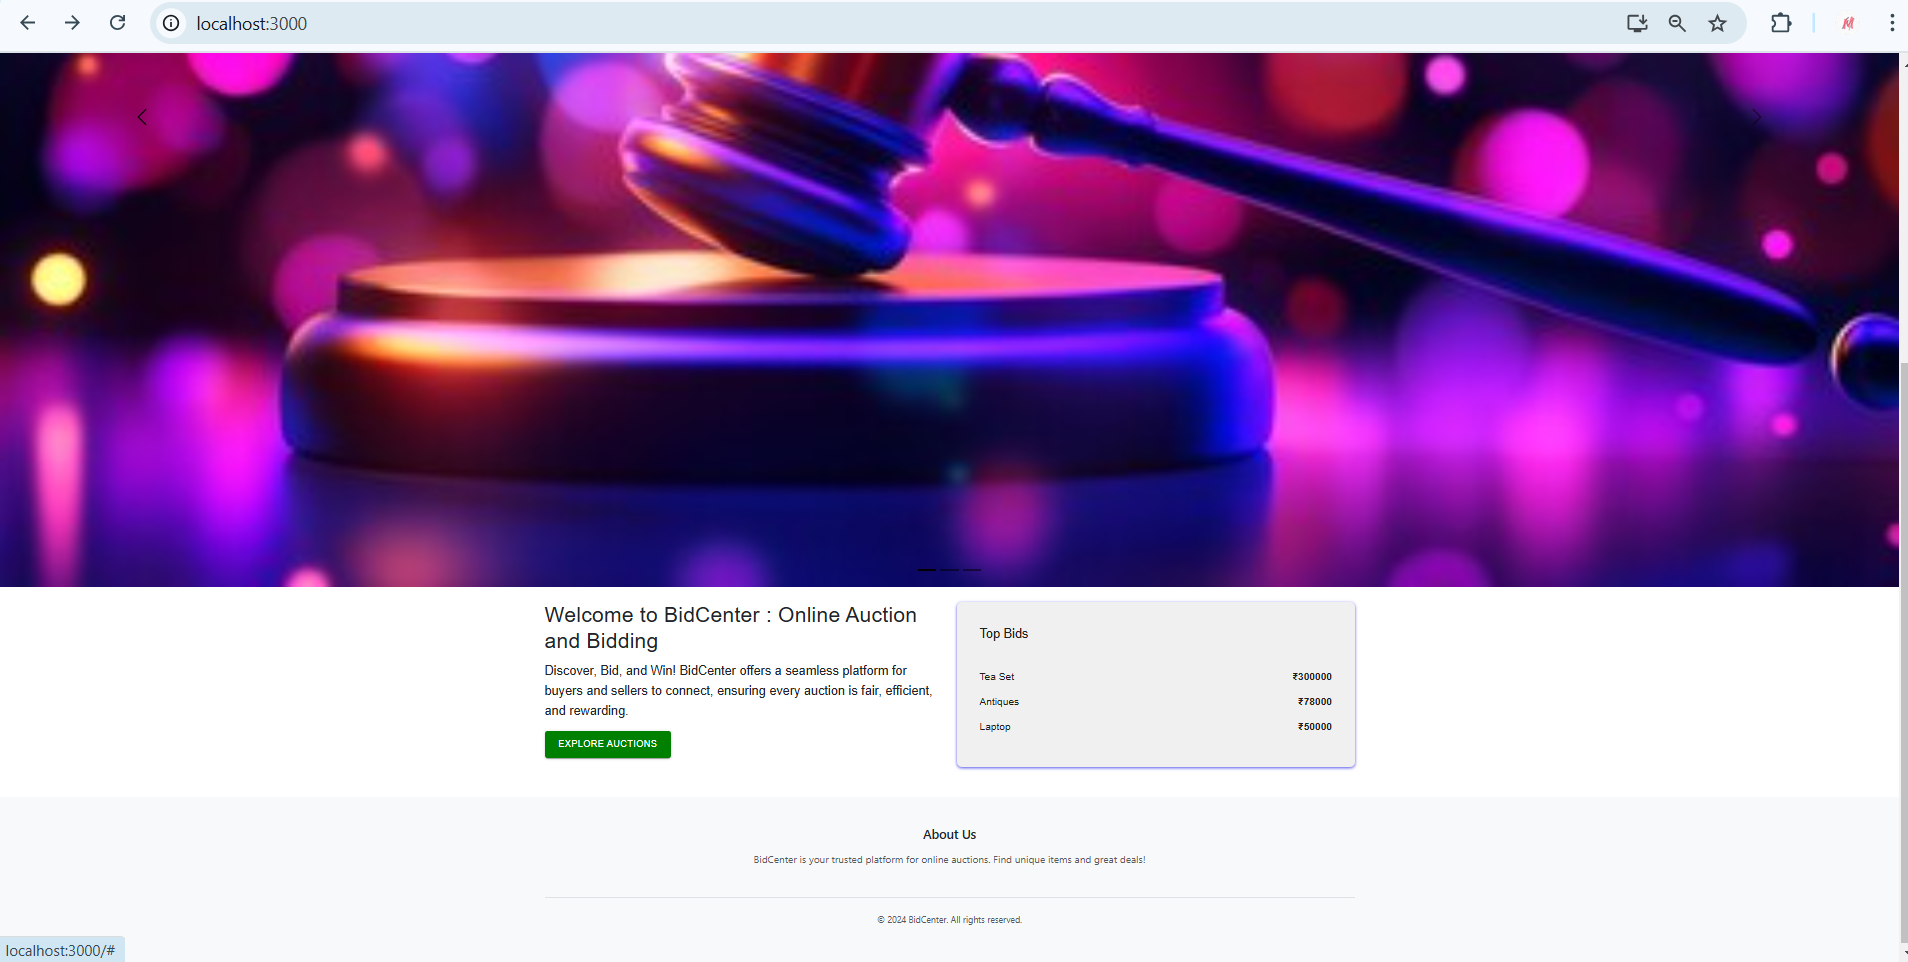 localhost:3000
Welcome to BidCenter : Online Auction
and Bidding
Discover, Bid, and Win! BidCenter offers a seamless platform for
buyers and sellers to connect, ensuring every auction is fair, efficient,
and rewarding.
EXPLORE AUCTIONS
Top Bids
Tea Set ₹300000
Antiques ₹78000
Laptop ₹50000
About Us
BidCenter is your trusted platform for online auctions. Find unique items and great deals!
© 2024 BidCenter. All rights reserved.
localhost:3000/#